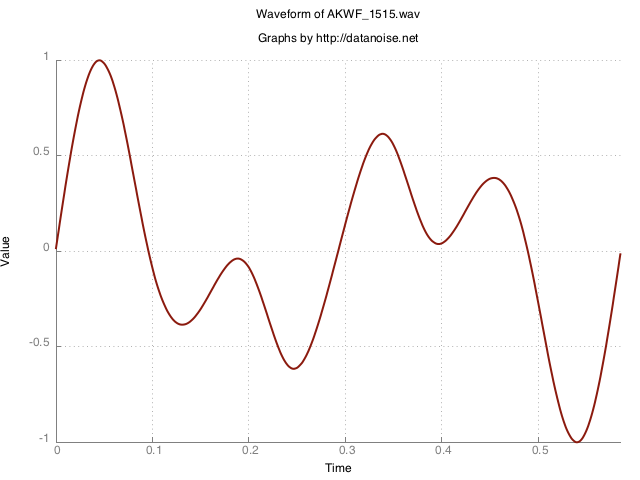 Waveform of AKWF_1515.wav
Graphs by http://datanoise.net
1
0.5
0
-0.5
-1
Value
0 0.1 0.2 0.3 0.4 0.5
Time